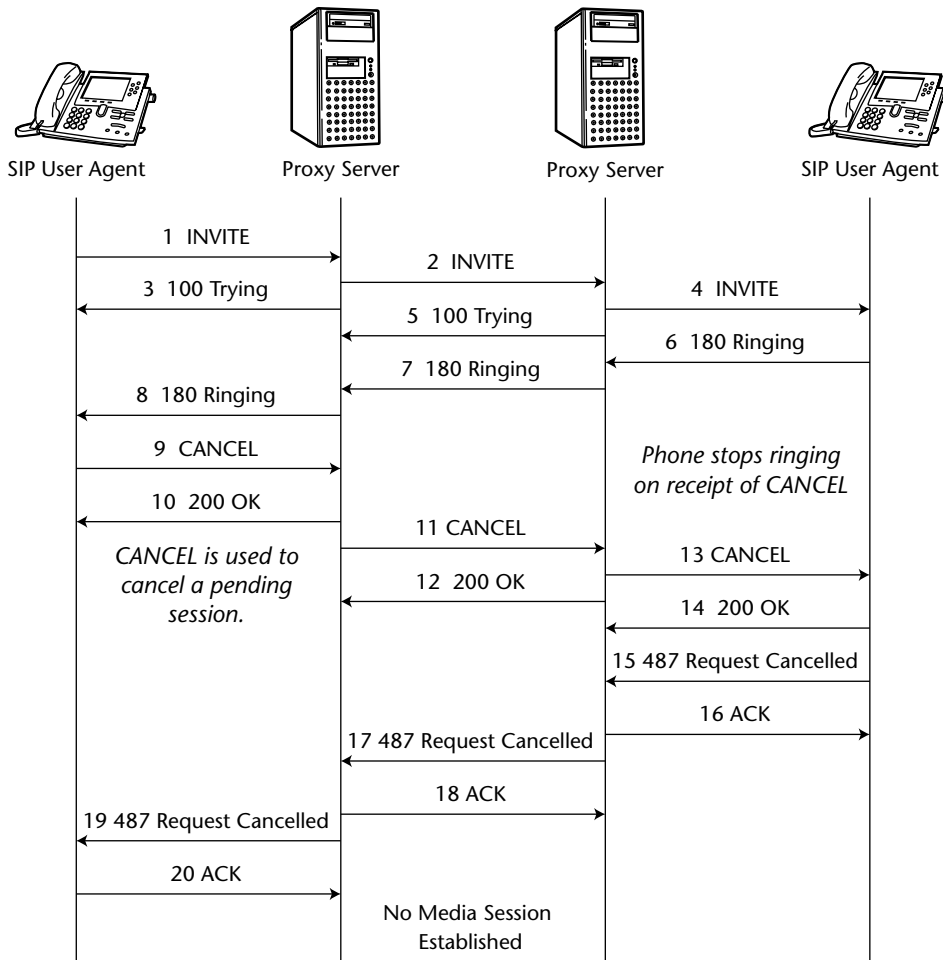 SIP User Agent
Proxy Server
Proxy Server
SIP User Agent
1 INVITE
2 INVITE
3 100 Trying
4 INVITE
5 100 Trying
6 180 Ringing
7 180 Ringing
8 180 Ringing
9 CANCEL
Phone stops ringing
on receipt of CANCEL
10 200 OK
11 CANCEL
CANCEL is used to
cancel a pending
session.
13 CANCEL
12 200 OK
14 200 OK
15 487 Request Cancelled
16 ACK
17 487 Request Cancelled
18 ACK
19 487 Request Cancelled
20 ACK
No Media Session
Established